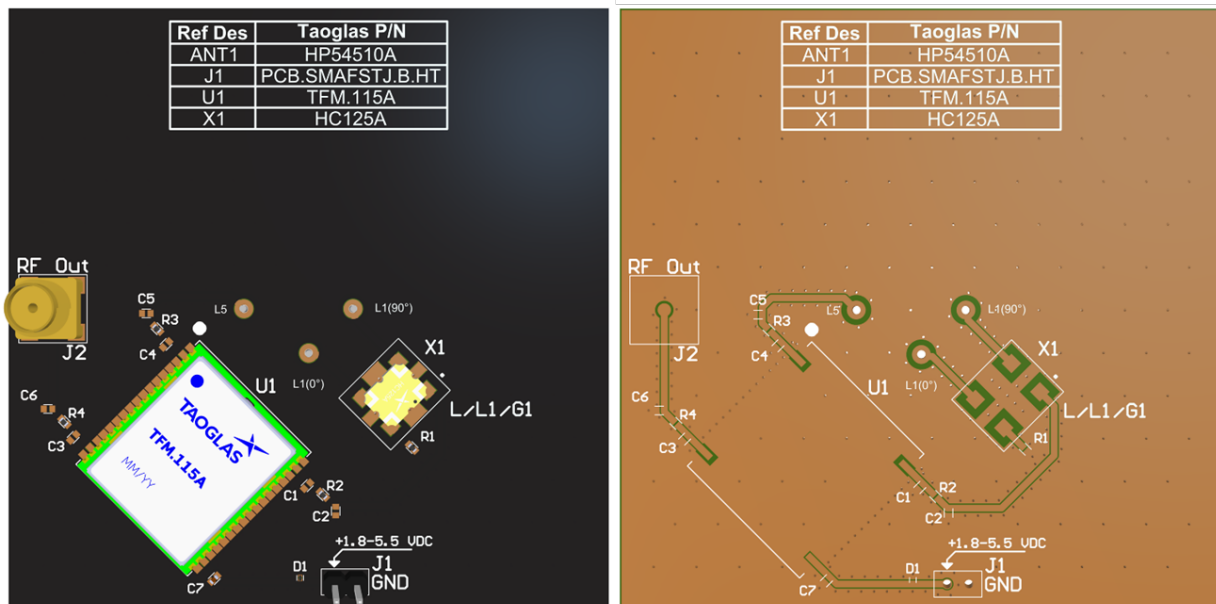 Ref Des Taoglas P/N
ANT1 HP54510A
J1 PCB.SMAFSTJ.B.HT
U1 TFM.115A
X1 HC125A
RF Out
C5
R3
J2
C4
L5
L1(90°)
L1(0°)
X1
U1
L/L1/G1
C6
R4
C3
R1
TAOGLAS
TFM.115A
MM/YY
C1
R2
C2
+1.8-5.5 VDC
D1
J1
GND
C7
Ref Des Taoglas P/N
ANT1 HP54510A
J1 PCB.SMAFSTJ.B.HT
U1 TFM.115A
X1 HC125A
RF Out
C5
R3
J2
C4
L5
L1(90°)
L1(0°)
X1
U1
L/L1/G1
C6
R4
C3
R1
C1
R2
C2
+1.8-5.5 VDC
D1
J1
GND
C7